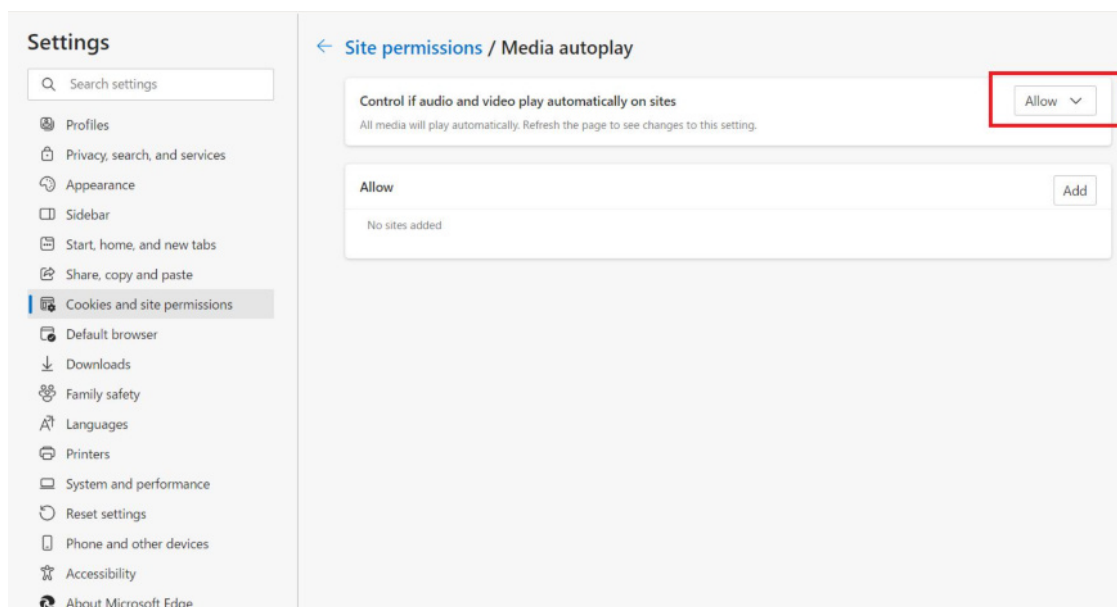 Settings
Search settings
Profiles
Privacy, search, and services
Appearance
Sidebar
Start, home, and new tabs
Share, copy and paste
Cookies and site permissions
Default browser
Downloads
Family safety
Languages
Printers
System and performance
Reset settings
Phone and other devices
Accessibility
About Microsoft Edge
Site permissions / Media autoplay
Control if audio and video play automatically on sites
Allow
All media will play automatically. Refresh the page to see changes to this setting.
Allow
Add
No sites added